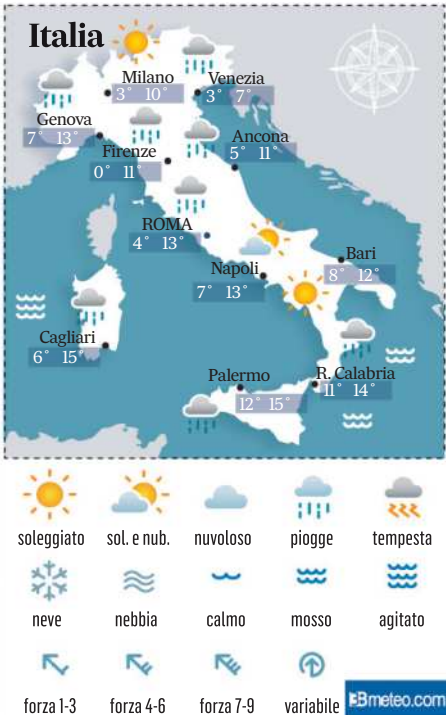 Italia
Milano
3° 10°
Venezia
3° 7°
Genova
7° 13°
Firenze
0° 11°
Ancona
5° 11°
ROMA
4° 13°
Napoli
7° 13°
Bari
8° 12°
Cagliari
6° 15°
Palermo
12° 15°
R. Calabria
11° 14°
soleggiato sol. e nub. nuvoloso piogge tempesta
neve nebbia calmo mosso agitato
forza 1-3 forza 4-6 forza 7-9 variabile
3Bmeteo.com